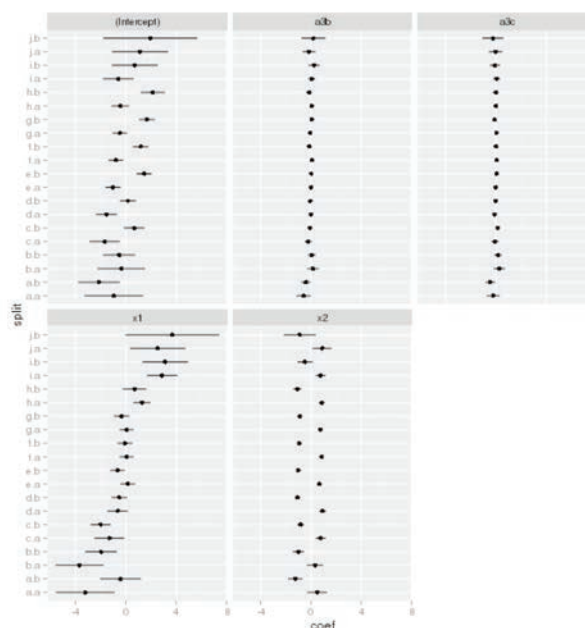 (Intercept) a3b a3c
j.b
j.a
i.b
i.a
h.b
h.a
g.b
g.a
f.b
f.a
e.b
e.a
d.b
d.a
c.b
c.a
b.b
b.a
a.b
a.a
split
x1 x2
j.b
j.a
i.b
i.a
h.b
h.a
g.b
g.a
f.b
f.a
e.b
e.a
d.b
d.a
c.b
c.a
b.b
b.a
a.b
a.a
-4 0 4 8 -4 0 4 8
coef